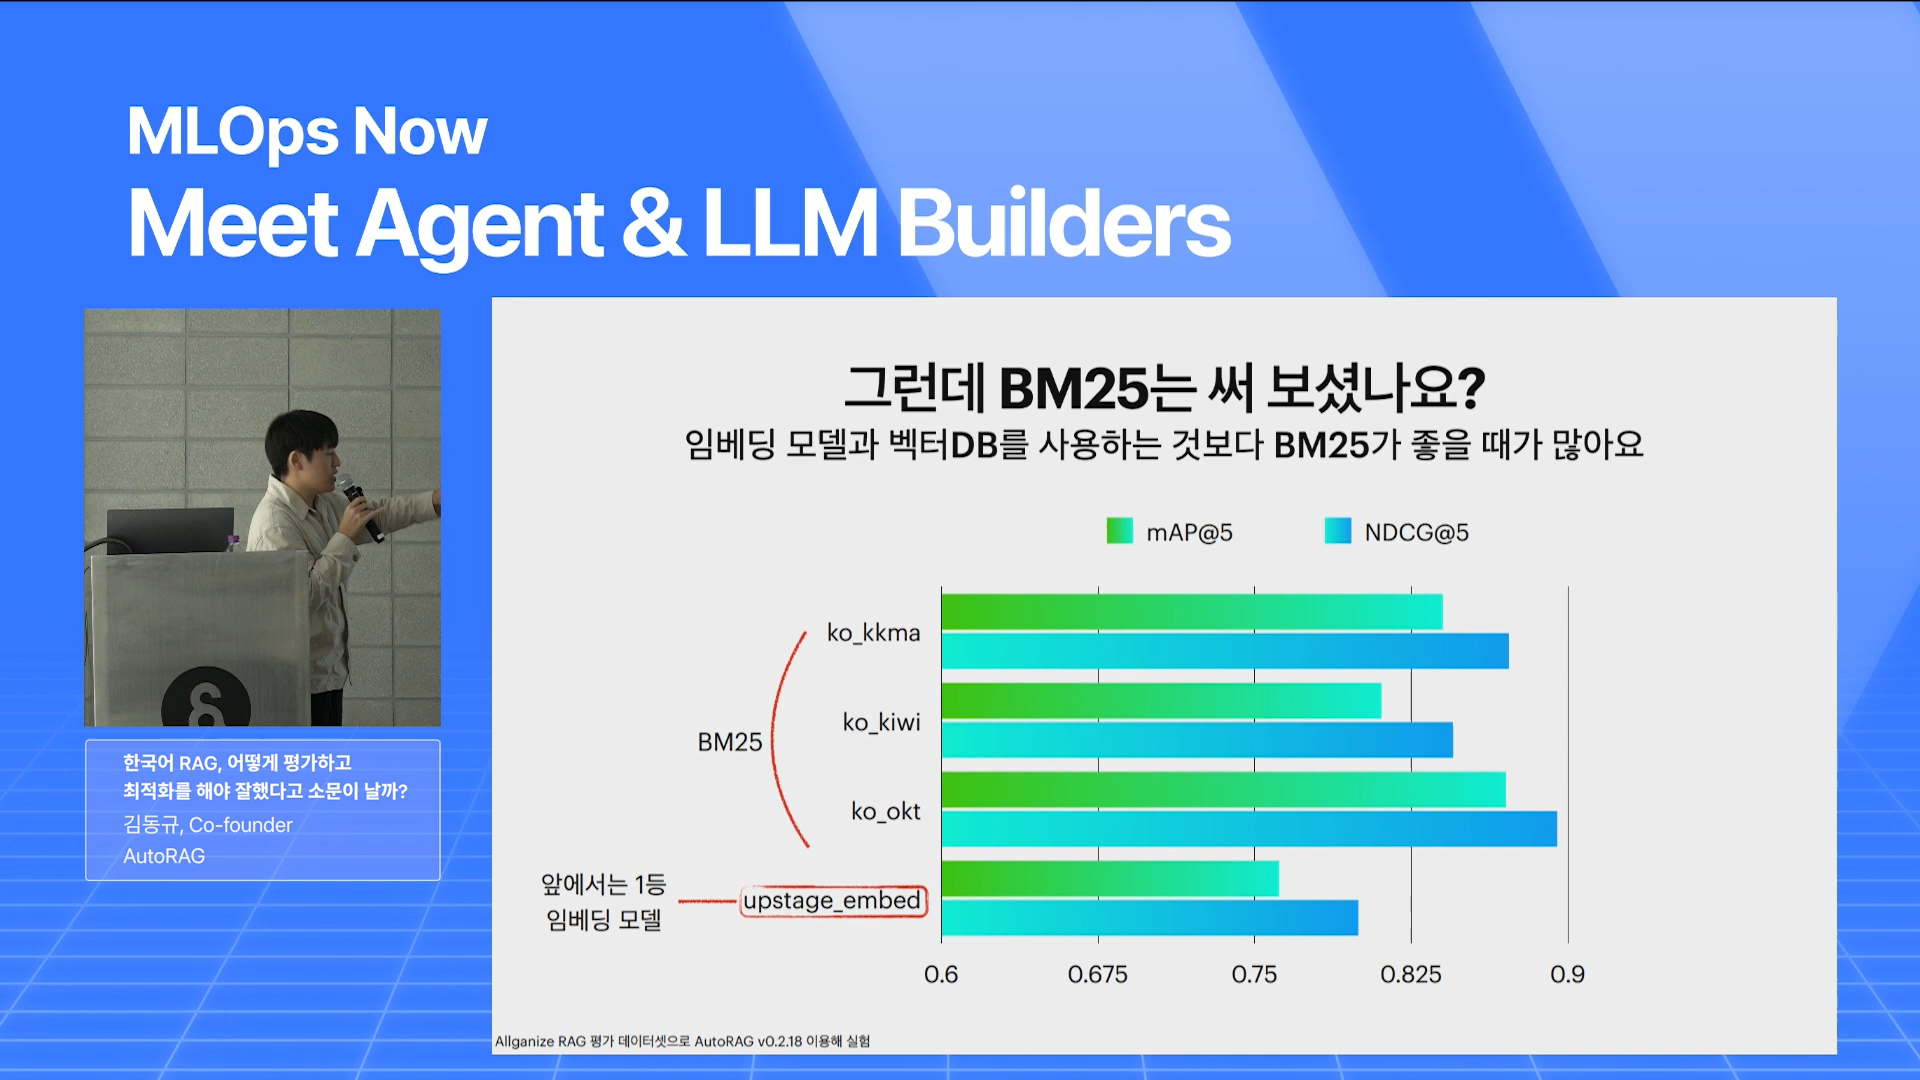 MLOps Now
Meet Agent & LLM Builders
한국어 RAG, 어떻게 평가하고
최적화를 해야 잘했다고 소문이 날까?
김동규, Co-founder
AutoRAG
그런데 BM25는 써 보셨나요?
임베딩 모델과 벡터DB를 사용하는 것보다 BM25가 좋을 때가 많아요
mAP@5
NDCG@5
BM25
ko_kkma
ko_kiwi
ko_okt
앞에서는 1등
임베딩 모델
upstage_embed
0.6
0.675
0.75
0.825
0.9
Allganize RAG 평가 데이터셋으로 AutoRAG v0.2.18 이용해 실험